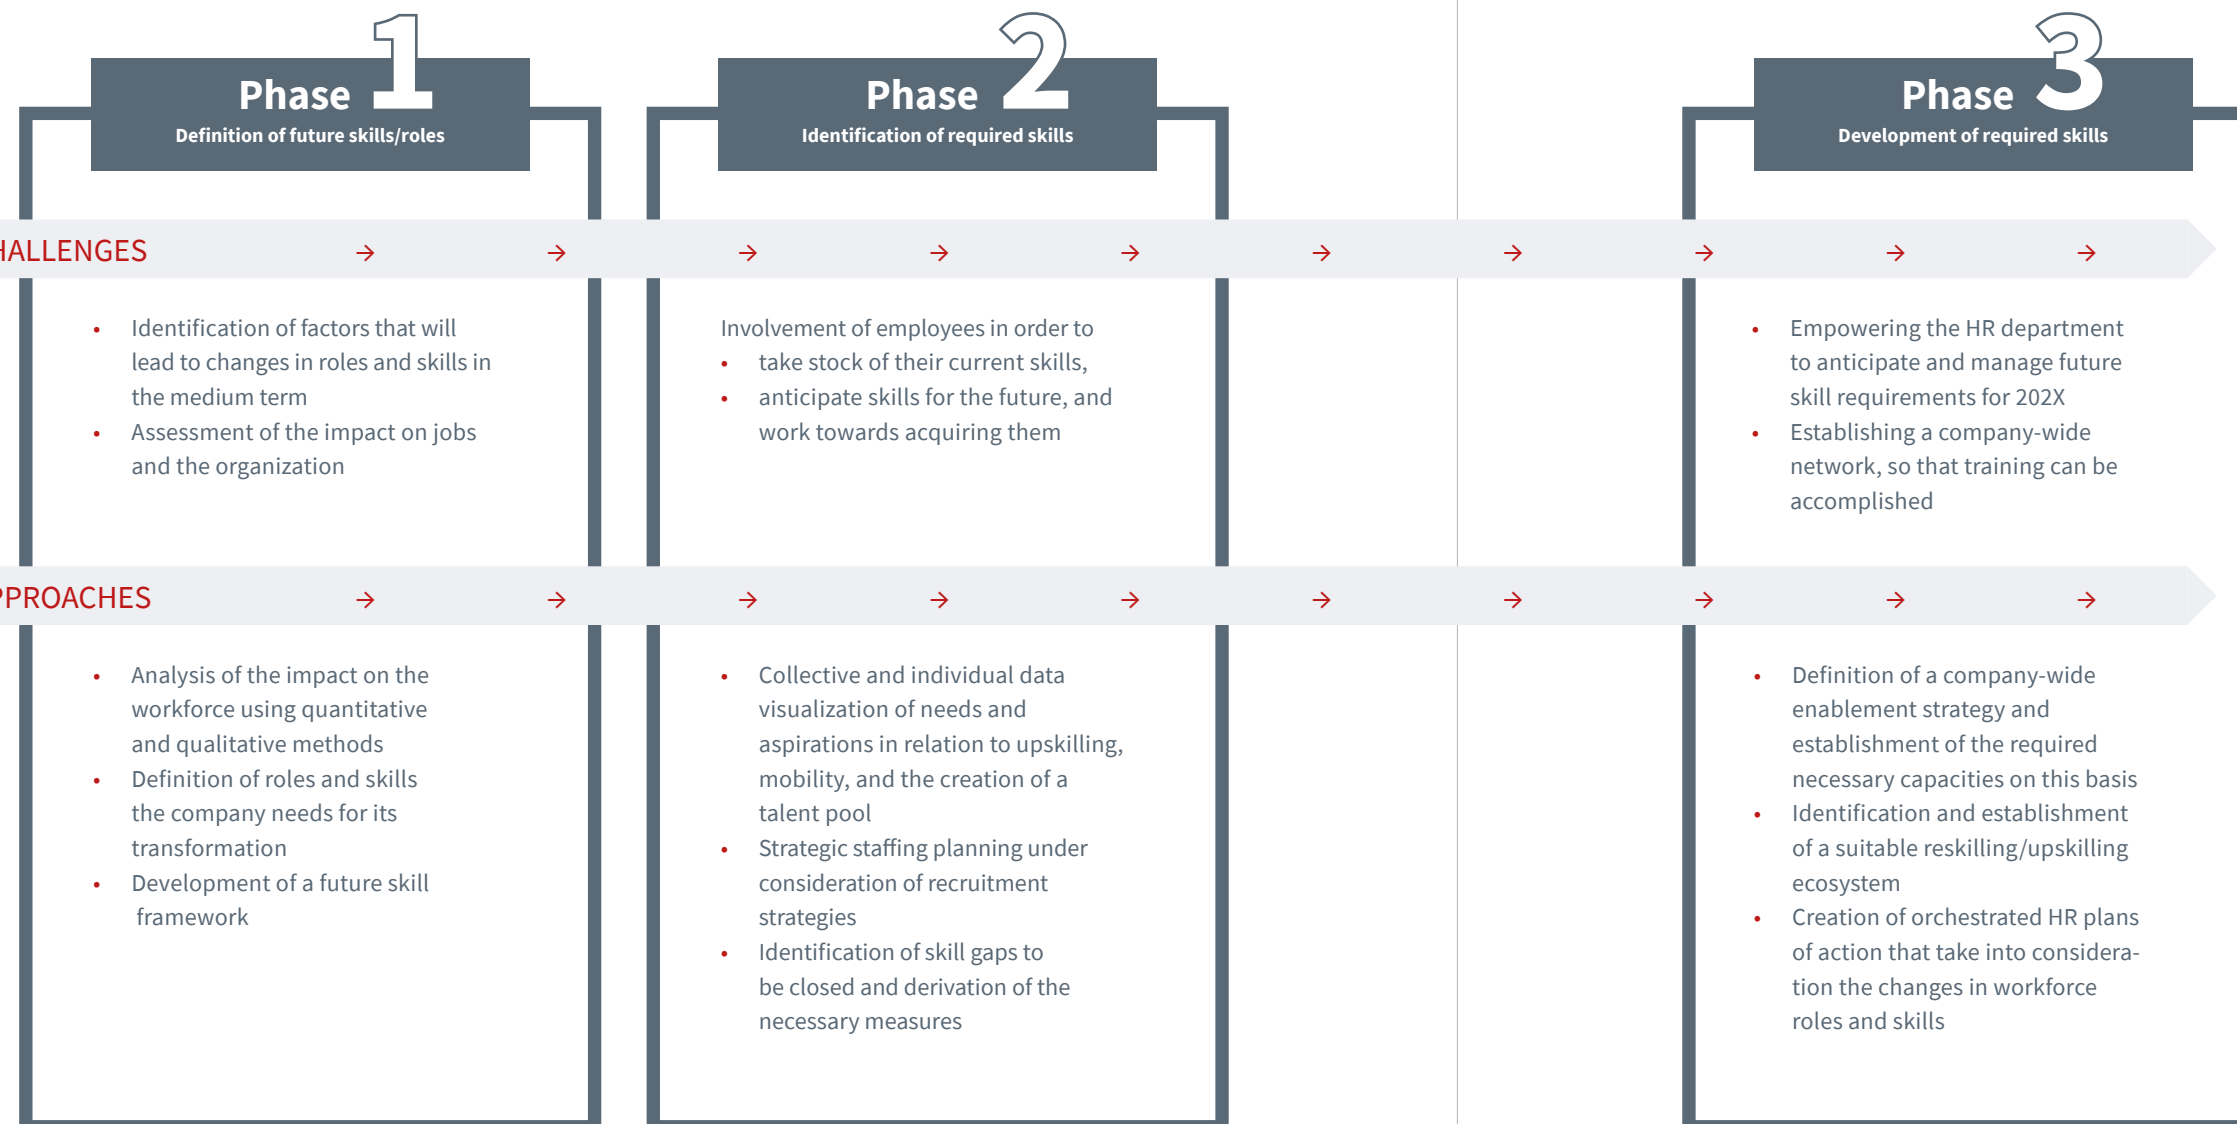 Phase 1
Definition of future skills/roles
Phase 2
Identification of required skills
Phase 3
Development of required skills
HALLENGES → → → → → → → → → →
• Identification of factors that will
lead to changes in roles and skills in
the medium term
• Assessment of the impact on jobs
and the organization
Involvement of employees in order to
• take stock of their current skills,
• anticipate skills for the future, and
work towards acquiring them
• Empowering the HR department
to anticipate and manage future
skill requirements for 202X
• Establishing a company-wide
network, so that training can be
accomplished
PPROACHES → → → → → → → → → →
• Analysis of the impact on the
workforce using quantitative
and qualitative methods
• Definition of roles and skills
the company needs for its
transformation
• Development of a future skill
framework
• Collective and individual data
visualization of needs and
aspirations in relation to upskilling,
mobility, and the creation of a
talent pool
• Strategic staffing planning under
consideration of recruitment
strategies
• Identification of skill gaps to
be closed and derivation of the
necessary measures
• Definition of a company-wide
enablement strategy and
establishment of the required
necessary capacities on this basis
• Identification and establishment
of a suitable reskilling/upskilling
ecosystem
• Creation of orchestrated HR plans
of action that take into considera-
tion the changes in workforce
roles and skills